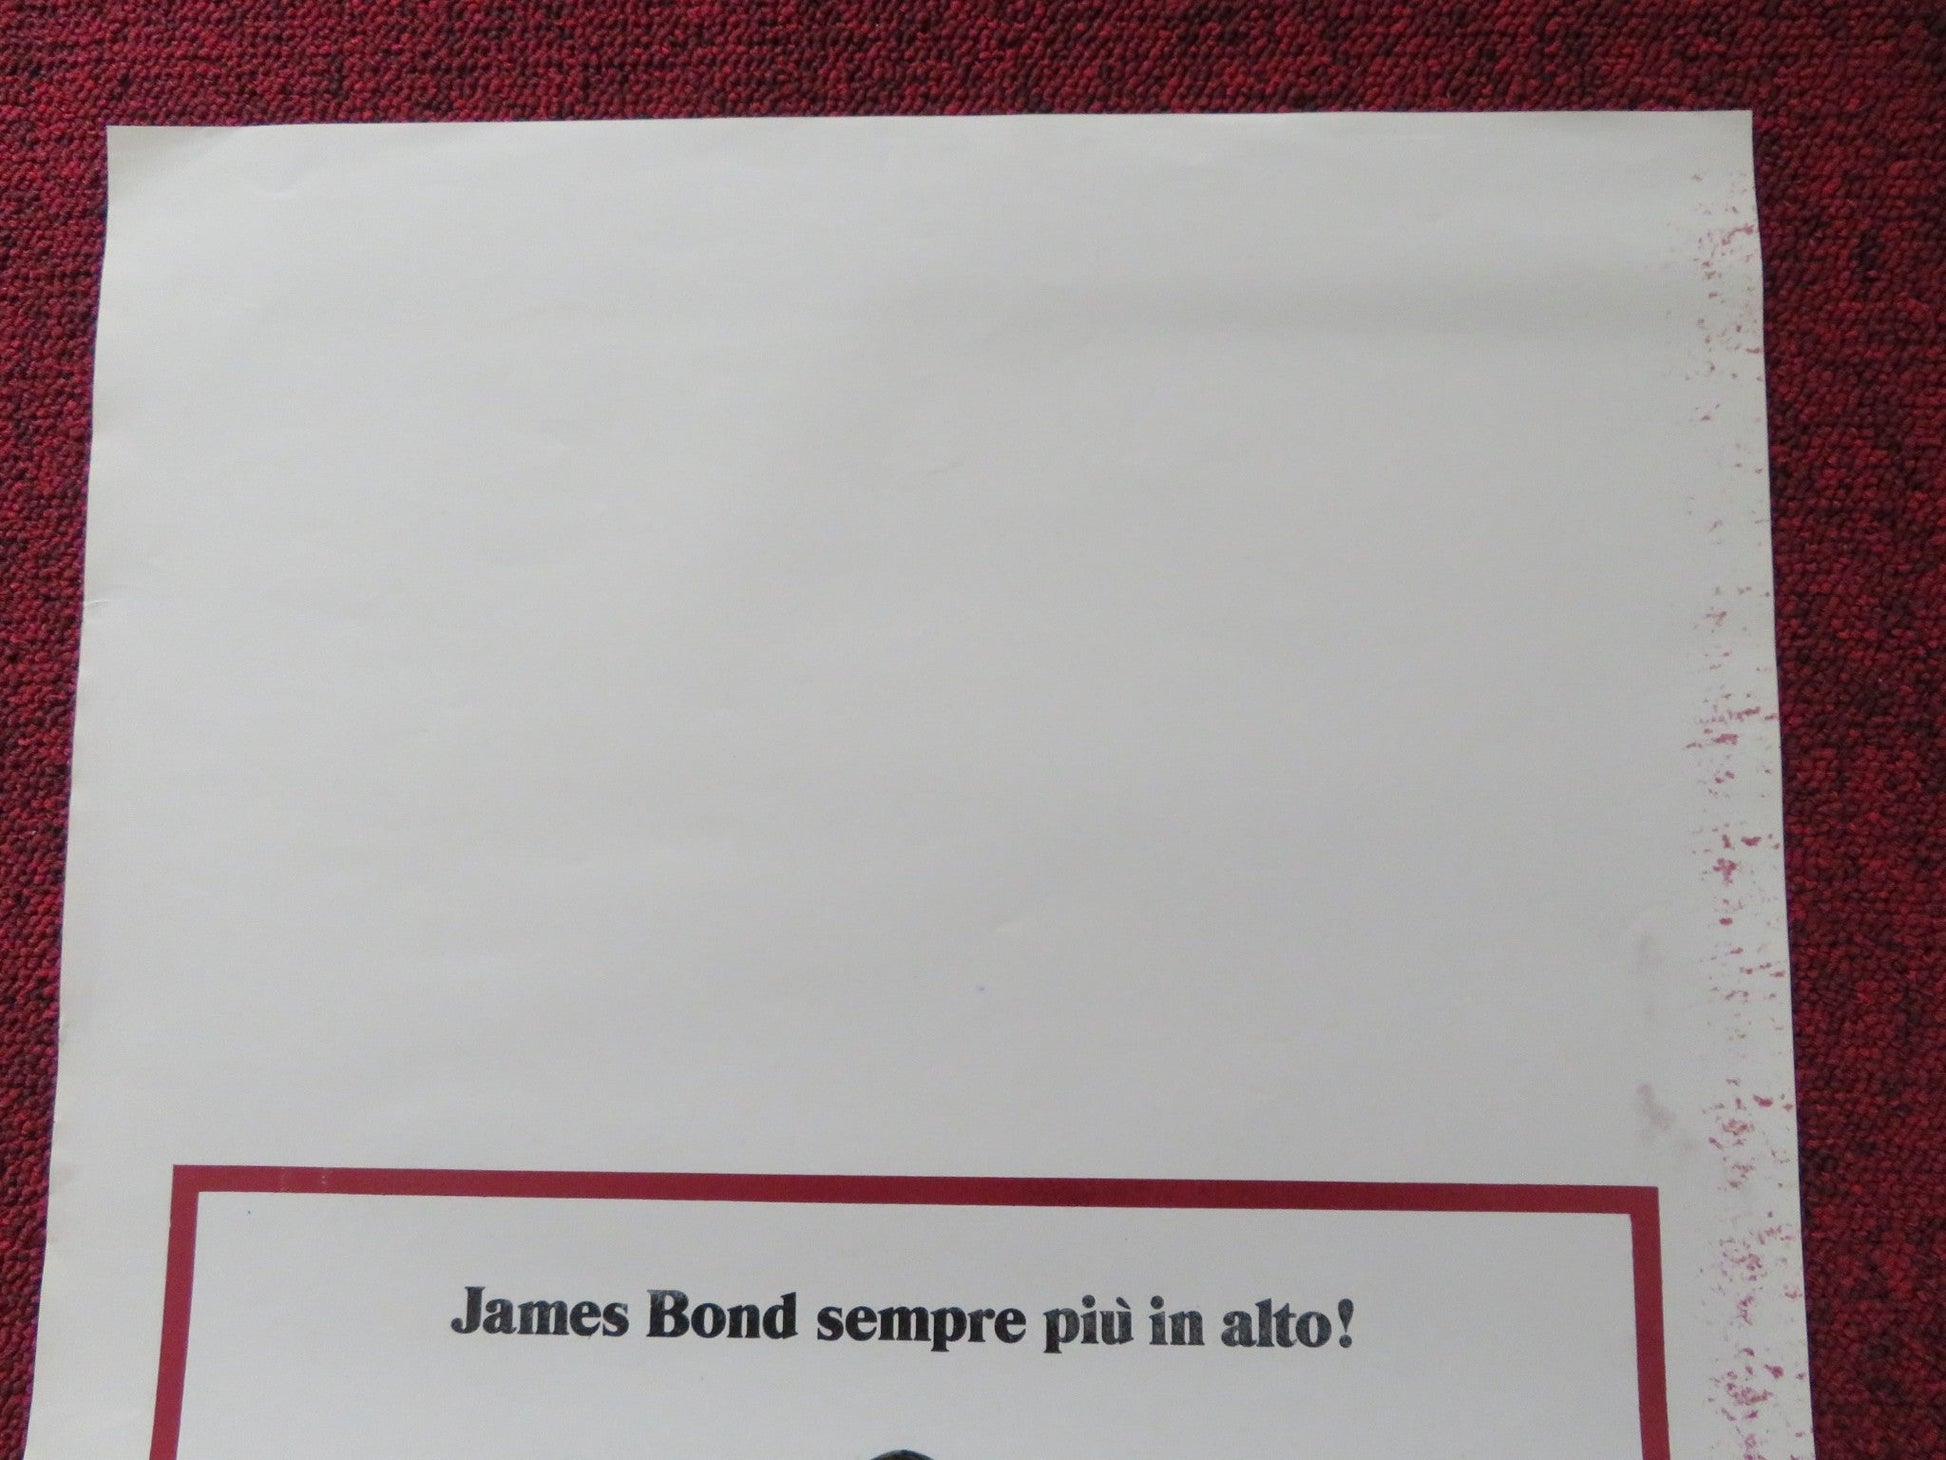 James Bond sempre più in alto!